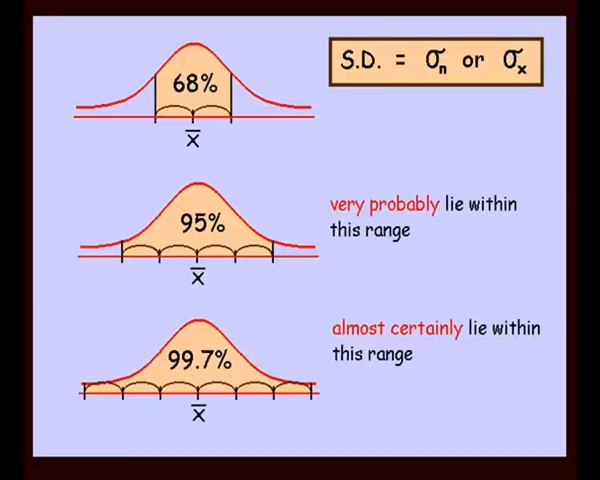 68%
x̄
S.D. = σn or σx
95%
x̄
very probably lie within
this range
99.7%
x̄
almost certainly lie within
this range